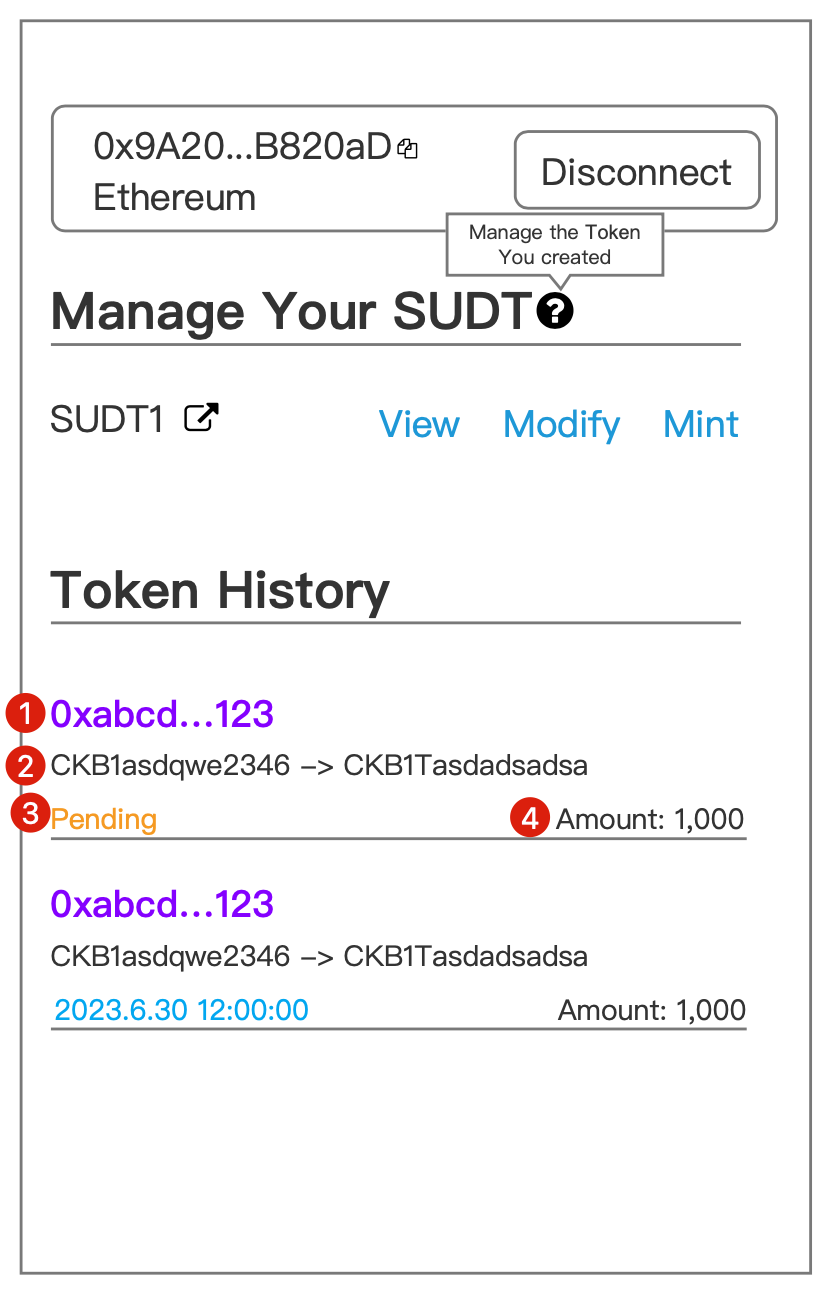 0x9A20...B820aD
Ethereum
Disconnect
Manage the Token
You created
Manage Your SUDT?
SUDT1
View Modify Mint
Token History
1 0xabcd...123
2 CKB1asdqwe2346 -> CKB1Tasdadsadsa
3 Pending 4 Amount: 1,000
0xabcd...123
CKB1asdqwe2346 -> CKB1Tasdadsadsa
2023.6.30 12:00:00 Amount: 1,000